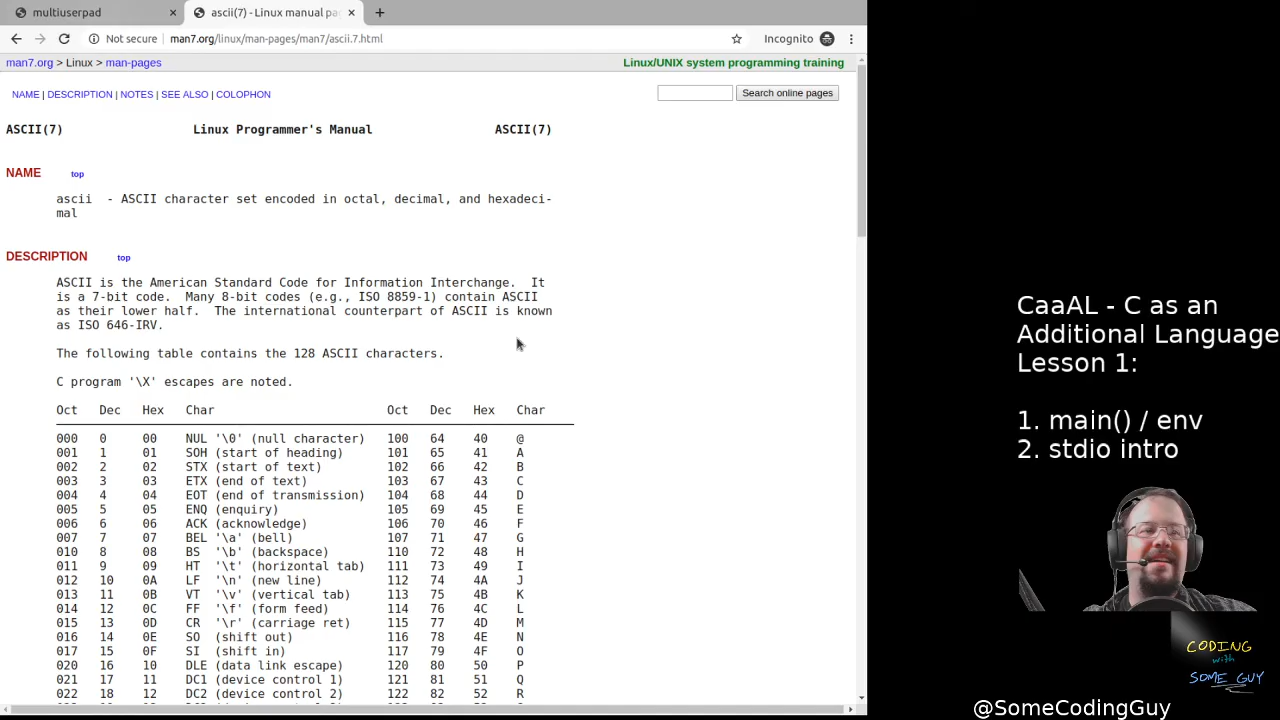 multiuserpad
ascii(7) - Linux manual pa
Not secure
man7.org/linux/man-pages/man7/ascii.7.html
Incognito
man7.org > Linux > man-pages
Linux/UNIX system programming training
NAME | DESCRIPTION | NOTES | SEE ALSO | COLOPHON
Search online pages
ASCII(7) Linux Programmer's Manual ASCII(7)
NAME top
ascii - ASCII character set encoded in octal, decimal, and hexadeci-
mal
DESCRIPTION top
ASCII is the American Standard Code for Information Interchange. It
is a 7-bit code. Many 8-bit codes (e.g., ISO 8859-1) contain ASCII
as their lower half. The international counterpart of ASCII is known
as ISO 646-IRV.
The following table contains the 128 ASCII characters.
C program '\X' escapes are noted.
Oct Dec Hex Char Oct Dec Hex Char
000 0 00 NUL '\0' (null character) 100 64 40 @
001 1 01 SOH (start of heading) 101 65 41 A
002 2 02 STX (start of text) 102 66 42 B
003 3 03 ETX (end of text) 103 67 43 C
004 4 04 EOT (end of transmission) 104 68 44 D
005 5 05 ENQ (enquiry) 105 69 45 E
006 6 06 ACK (acknowledge) 106 70 46 F
007 7 07 BEL '\a' (bell) 107 71 47 G
010 8 08 BS '\b' (backspace) 110 72 48 H
011 9 09 HT '\t' (horizontal tab) 111 73 49 I
012 10 0A LF '\n' (new line) 112 74 4A J
013 11 0B VT '\v' (vertical tab) 113 75 4B K
014 12 0C FF '\f' (form feed) 114 76 4C L
015 13 0D CR '\r' (carriage ret) 115 77 4D M
016 14 0E SO (shift out) 116 78 4E N
017 15 0F SI (shift in) 117 79 4F O
020 16 10 DLE (data link escape) 120 80 50 P
021 17 11 DC1 (device control 1) 121 81 51 Q
022 18 12 DC2 (device control 2) 122 82 52 R
CaaAL - C as an
Additional Language
Lesson 1:
1. main() / env
2. stdio intro
CODING
with
SOME GUY
@SomeCodingGuy